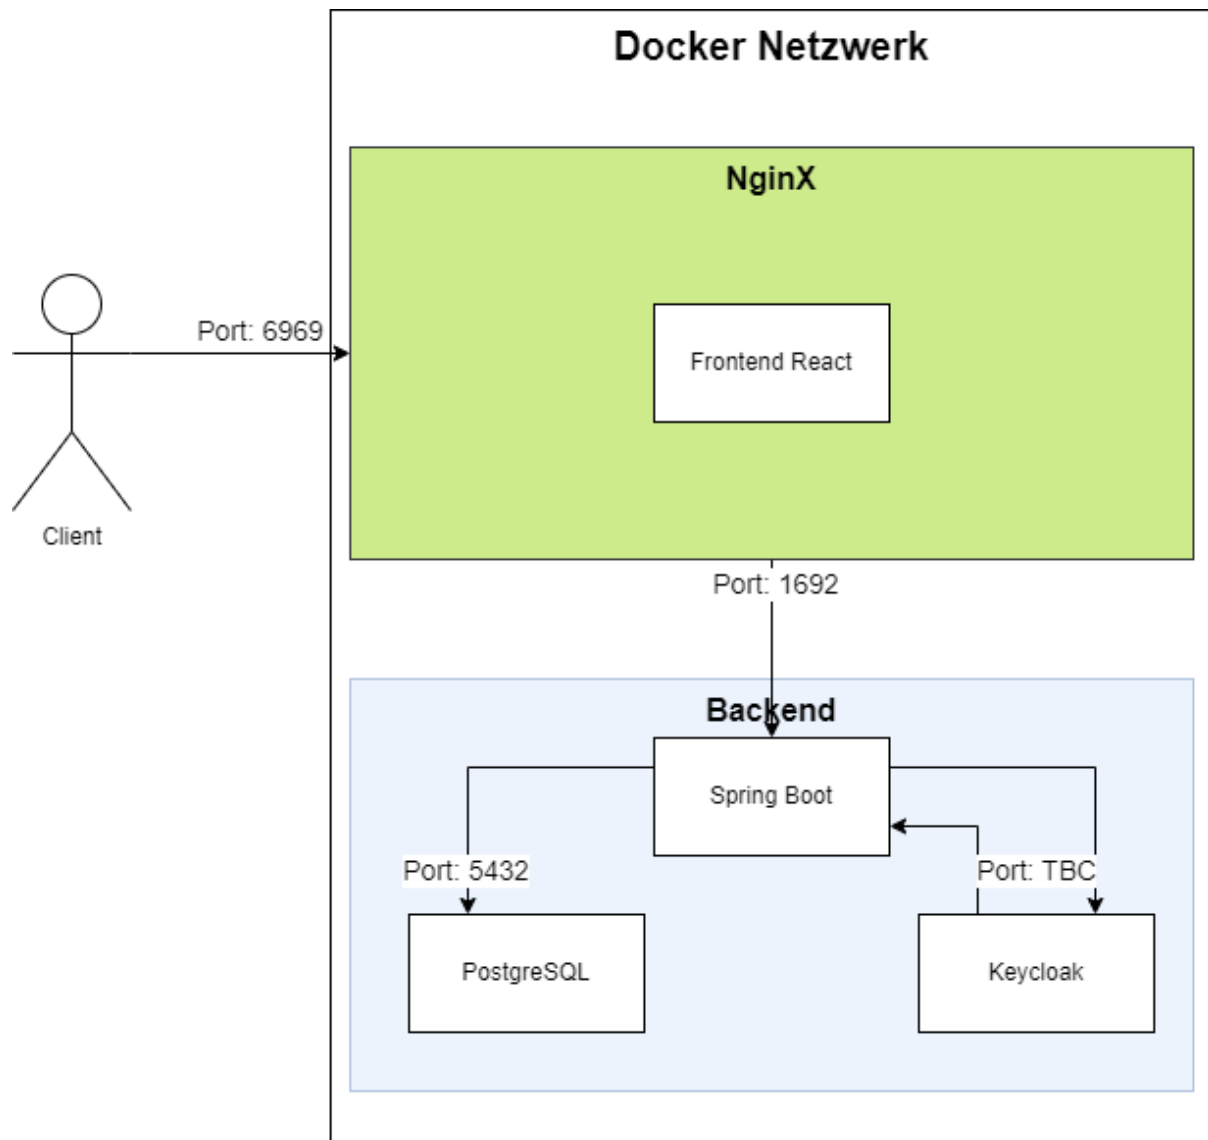 Docker Netzwerk
NginX
Port: 6969
Frontend React
Client
Port: 1692
Backend
Spring Boot
Port: 5432
Port: TBC
PostgreSQL
Keycloak